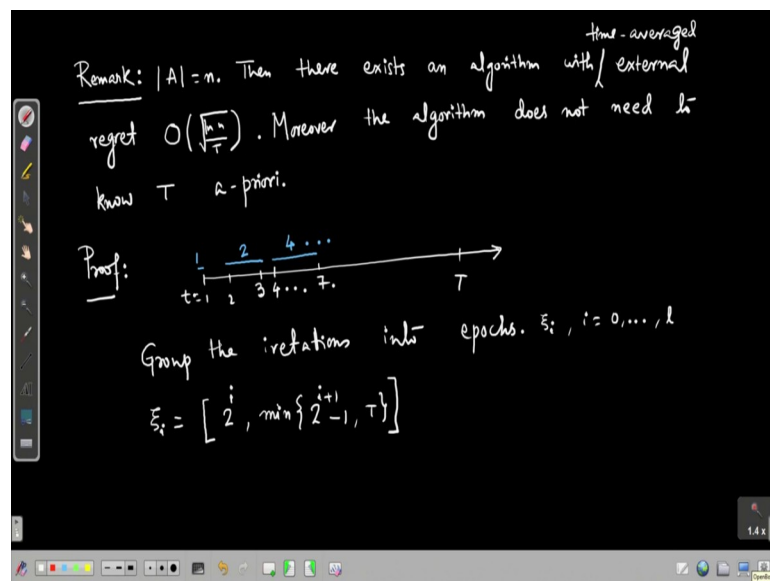 time-averaged
Remark: |A| = n. Then there exists an algorithm with / external
regret O(√(ln n / T)). Moreover the algorithm does not need to
know T a-priori.
Proof:
1 2 4 ...
t=1 2 3 4 ... 7. T
Group the iretations into epochs. ξi, i = 0, ..., l
ξi = [2^i, min{2^(i+1) -1, T}]
1.4 x